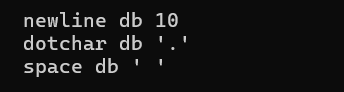 newline db 10
dotchar db '.'
space db ' '